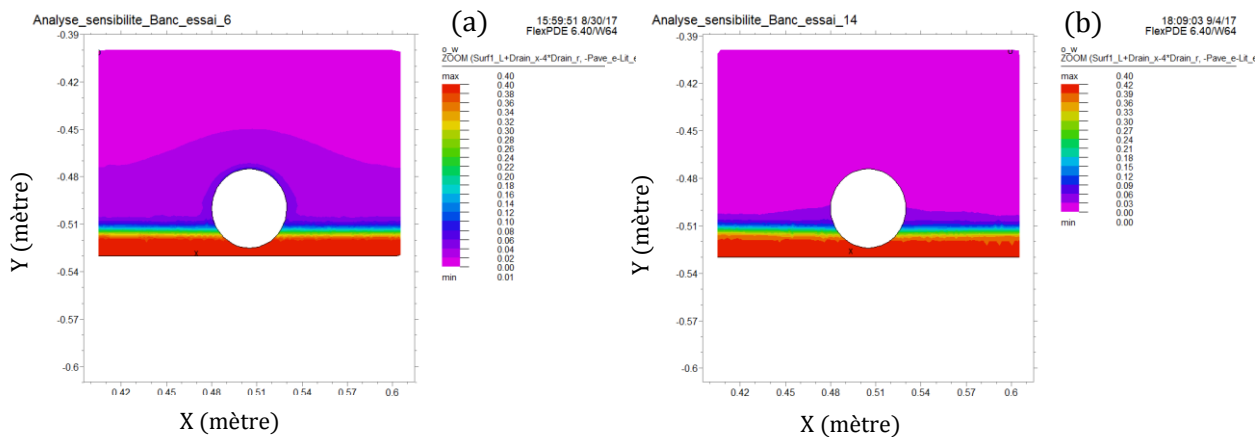 Analyse_sensibilite_Banc_essai_6
(a)
15:59:51 8/30/17
FlexPDE 6.40/W64
o_w
ZOOM (Surf1_L+Drain_x-4*Drain_r, -Pave_e-Lit_e
max 0.40
0.40
0.38
0.36
0.34
0.32
0.30
0.28
0.26
0.24
0.22
0.20
0.18
0.16
0.14
0.12
0.10
0.08
0.06
0.04
0.02
0.00
min 0.01
-0.39
-0.42
-0.45
-0.48
-0.51
-0.54
-0.57
-0.6
Y (mètre)
0.42 0.45 0.48 0.51 0.54 0.57 0.6
X (mètre)
Analyse_sensibilite_Banc_essai_14
(b)
18:09:03 9/4/17
FlexPDE 6.40/W64
o_w
ZOOM (Surf1_L+Drain_x-4*Drain_r, -Pave_e-Lit_e
max 0.40
0.42
0.39
0.36
0.33
0.30
0.27
0.24
0.21
0.18
0.15
0.12
0.09
0.06
0.03
0.00
min 0.00
-0.39
-0.42
-0.45
-0.48
-0.51
-0.54
-0.57
-0.6
Y (mètre)
0.42 0.45 0.48 0.51 0.54 0.57 0.6
X (mètre)